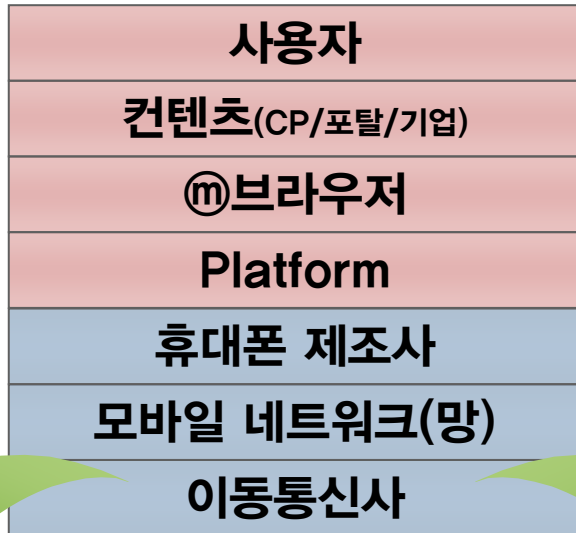 사용자
컨텐츠(CP/포탈/기업)
ⓜ브라우저
Platform
휴대폰 제조사
모바일 네트워크(망)
이동통신사